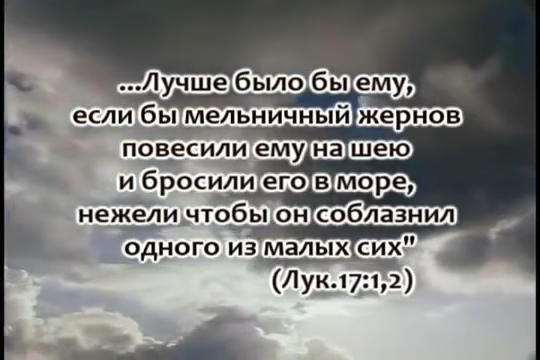 ...Лучше было бы ему,
если бы мельничный жернов
повесили ему на шею
и бросили его в море,
нежели чтобы он соблазнил
одного из малых сих"
(Лук.17:1,2)